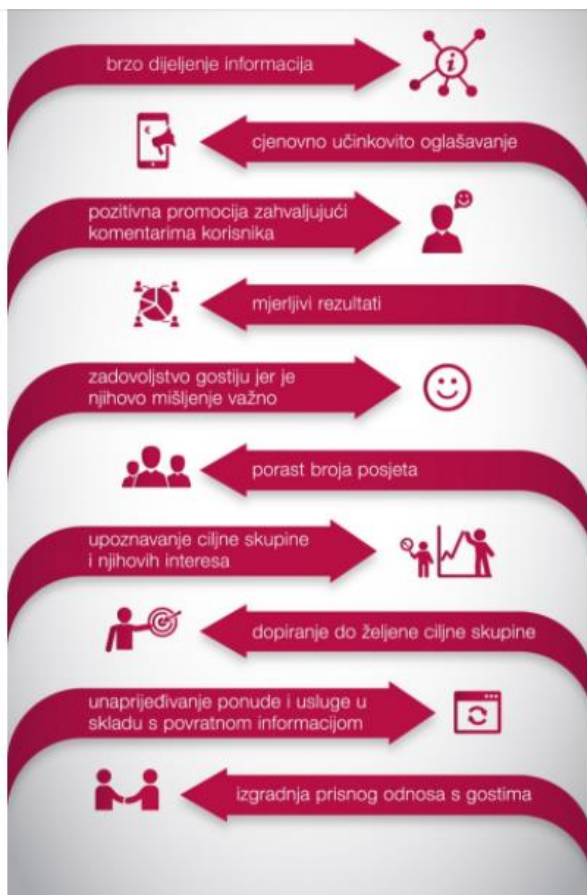 brzo dijeljenje informacija
i
cjenovno učinkovito oglašavanje
pozitivna promocija zahvaljujući
komentarima korisnika
mjerljivi rezultati
zadovoljstvo gostiju jer je
njihovo mišljenje važno
porast broja posjeta
upoznavanje ciljne skupine
i njihovih interesa
dopiranje do željene ciljne skupine
unaprijeđivanje ponude i usluge u
skladu s povratnom informacijom
izgradnja prisnog odnosa s gostima